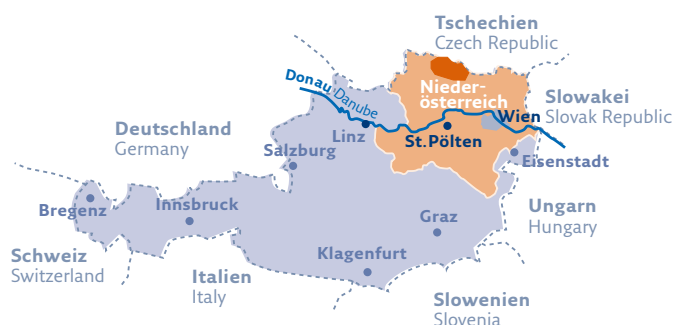 Tschechien
Czech Republic
Donau Danube
Nieder-
österreich
Slowakei
Slovak Republic
Wien
Deutschland
Germany
Linz
St. Pölten
Salzburg
Eisenstadt
Bregenz
Innsbruck
Ungarn
Hungary
Graz
Schweiz
Switzerland
Klagenfurt
Italien
Italy
Slowenien
Slovenia